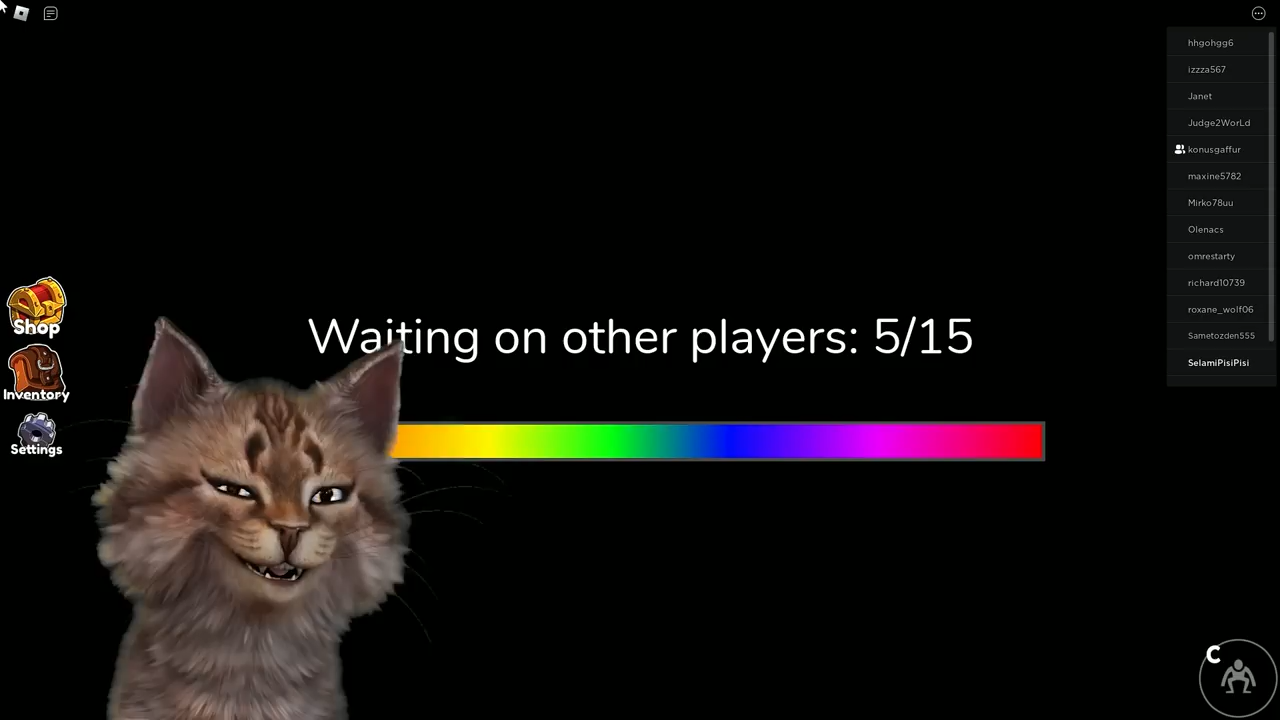 hhgohgg6
izzza567
Janet
Judge2WorLd
konusgaffur
maxine5782
Mirko78uu
Olenacs
omrestarty
richard10739
roxane_wolf06
Sametozden555
SelamiPisiPisi
Shop
Inventory
Settings
Waiting on other players: 5/15
C